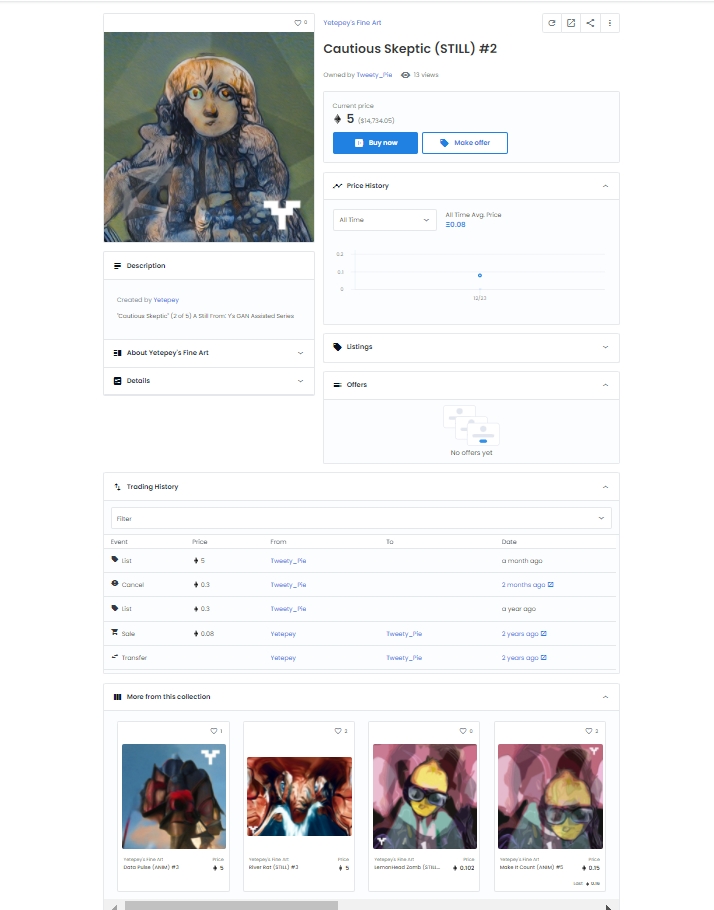 0
Yetepey's Fine Art
Cautious Skeptic (STILL) #2
Owned by Tweety_Pie 13 views
Current price
5 ($14,734.05)
Buy now
Make offer
Price History
All Time
All Time Avg. Price
Ξ0.08
0.2
0.1
0
12/22
Description
Created by Yetepey
"Cautious Skeptic" (2 of 5) A Still From: Y's GAN Assisted Series
About Yetepey's Fine Art
Details
Listings
Offers
No offers yet
Trading History
Filter
Event Price From To Date
List 5 Tweety_Pie a month ago
Cancel 0.3 Tweety_Pie 2 months ago
List 0.3 Tweety_Pie a year ago
Sale 0.08 Yetepey Tweety_Pie 2 years ago
Transfer Yetepey Tweety_Pie 2 years ago
More from this collection
1
2
0
2
Yetepey's Fine Art Price
Data Pulse (ANIM) #3 5
Yetepey's Fine Art Price
River Rat (STILL) #3 5
Yetepey's Fine Art Price
LemonHead Zomb (STILL... 0.102
Yetepey's Fine Art Price
Make It Count (ANIM) #5 0.15
Last